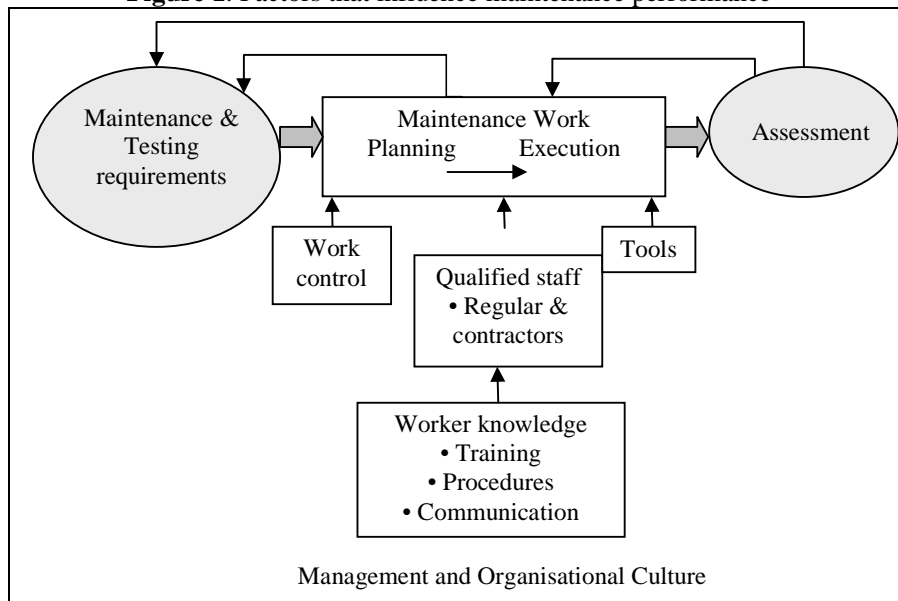 Figure 1. Factors that influence maintenance performance
Maintenance &
Testing
requirements
Maintenance Work
Planning Execution
Assessment
Work
control
Qualified staff
• Regular &
contractors
Tools
Worker knowledge
• Training
• Procedures
• Communication
Management and Organisational Culture